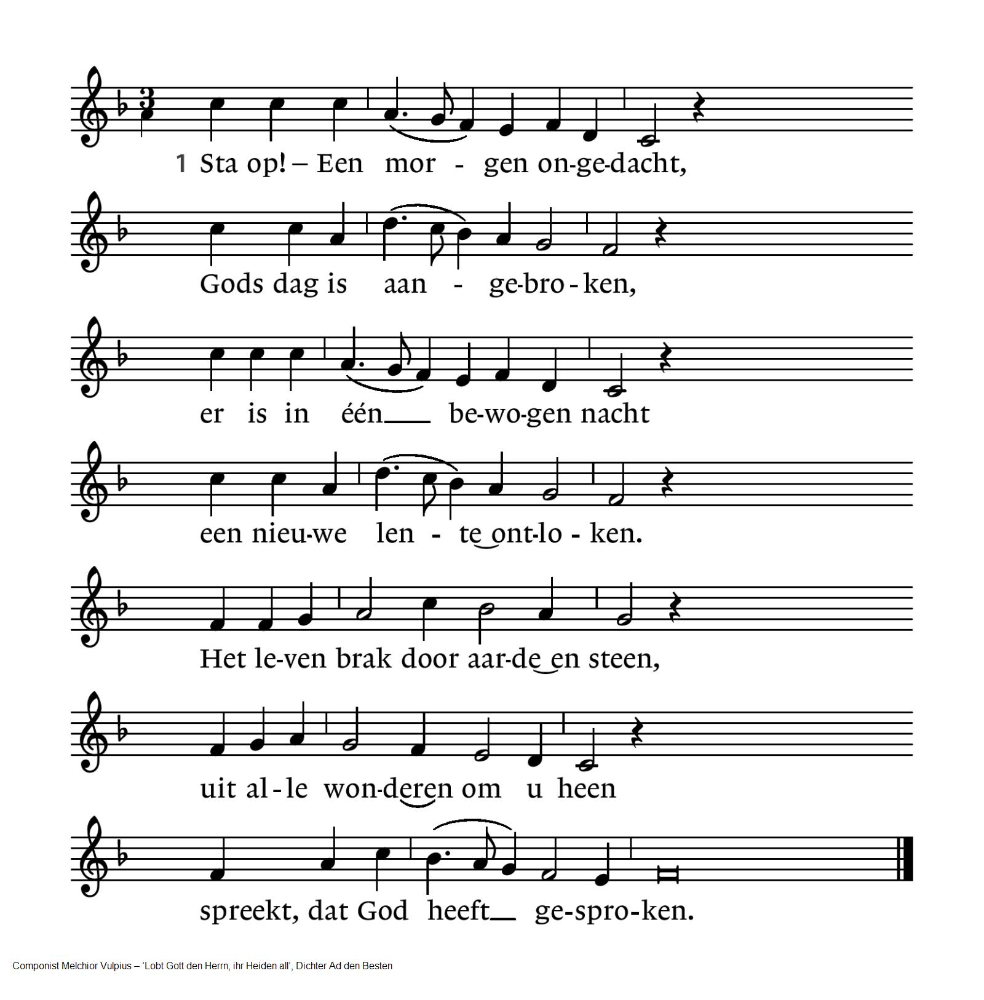 3
1 Sta op! – Een mor - gen on-ge-dacht,
Gods dag is aan - ge-bro - ken,
er is in één be-wo-gen nacht
een nieu-we len - te‿ont-lo - ken.
Het le-ven brak door aar-de‿en steen,
uit al - le won-deren om u heen
spreekt, dat God heeft ge-spro-ken.
Componist Melchior Vulpius – ‘Lobt Gott den Herrn, ihr Heiden all’, Dichter Ad den Besten